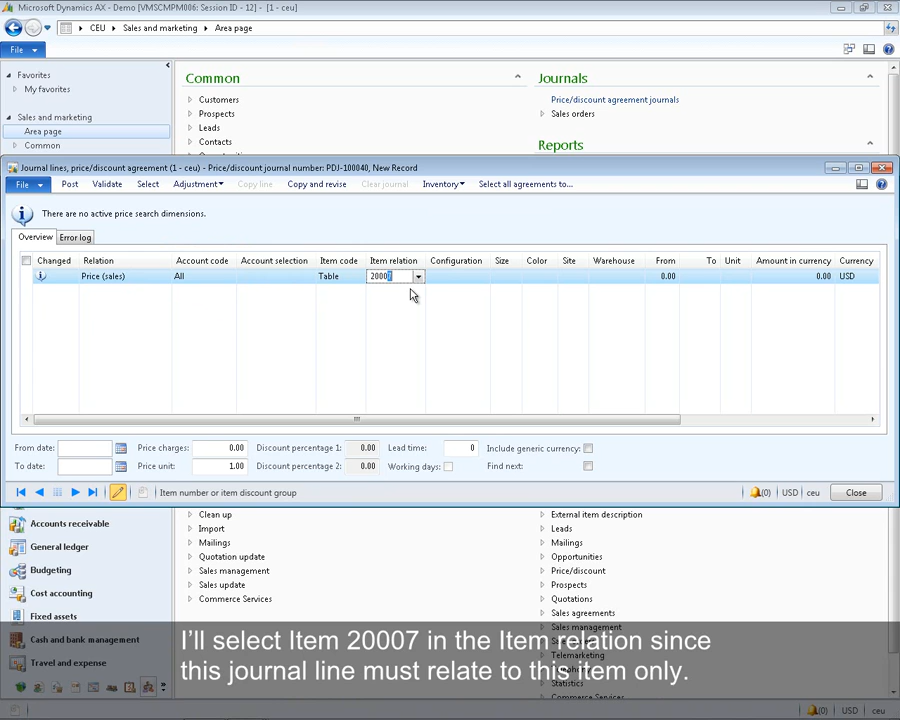 Microsoft Dynamics AX - Demo [VMSCMPM006: Session ID - 12] - [1 - ceu]
CEU
Sales and marketing
Area page
File
Favorites
My favorites
Sales and marketing
Area page
Common
Common
Customers
Prospects
Leads
Contacts
Journals
Price/discount agreement journals
Sales orders
Reports
Journal lines, price/discount agreement (1 - ceu) - Price/discount journal number: PDJ-100040, New Record
File Post Validate Select Adjustment Copy line Copy and revise Clear journal Inventory Select all agreements to...
There are no active price search dimensions.
Overview Error log
Changed Relation Account code Account selection Item code Item relation Configuration Size Color Site Warehouse From To Unit Amount in currency Currency
Price (sales) All Table 20007 0.00 0.00 USD
From date: Price charges: 0.00 Discount percentage 1: 0.00 Lead time: 0 Include generic currency:
To date: Price unit: 1.00 Discount percentage 2: 0.00 Working days: Find next:
Item number or item discount group (0) USD ceu Close
Accounts receivable
General ledger
Budgeting
Cost accounting
Fixed assets
Cash and bank management
Travel and expense
Clean up
Import
Mailings
Quotation update
Sales management
Sales update
Commerce Services
External item description
Leads
Mailings
Opportunities
Price/discount
Prospects
Quotations
Sales agreements
Sales management
Telemarketing
Statistics
Commerce Services
I'll select Item 20007 in the Item relation since
this journal line must relate to this item only.
(0) USD ceu